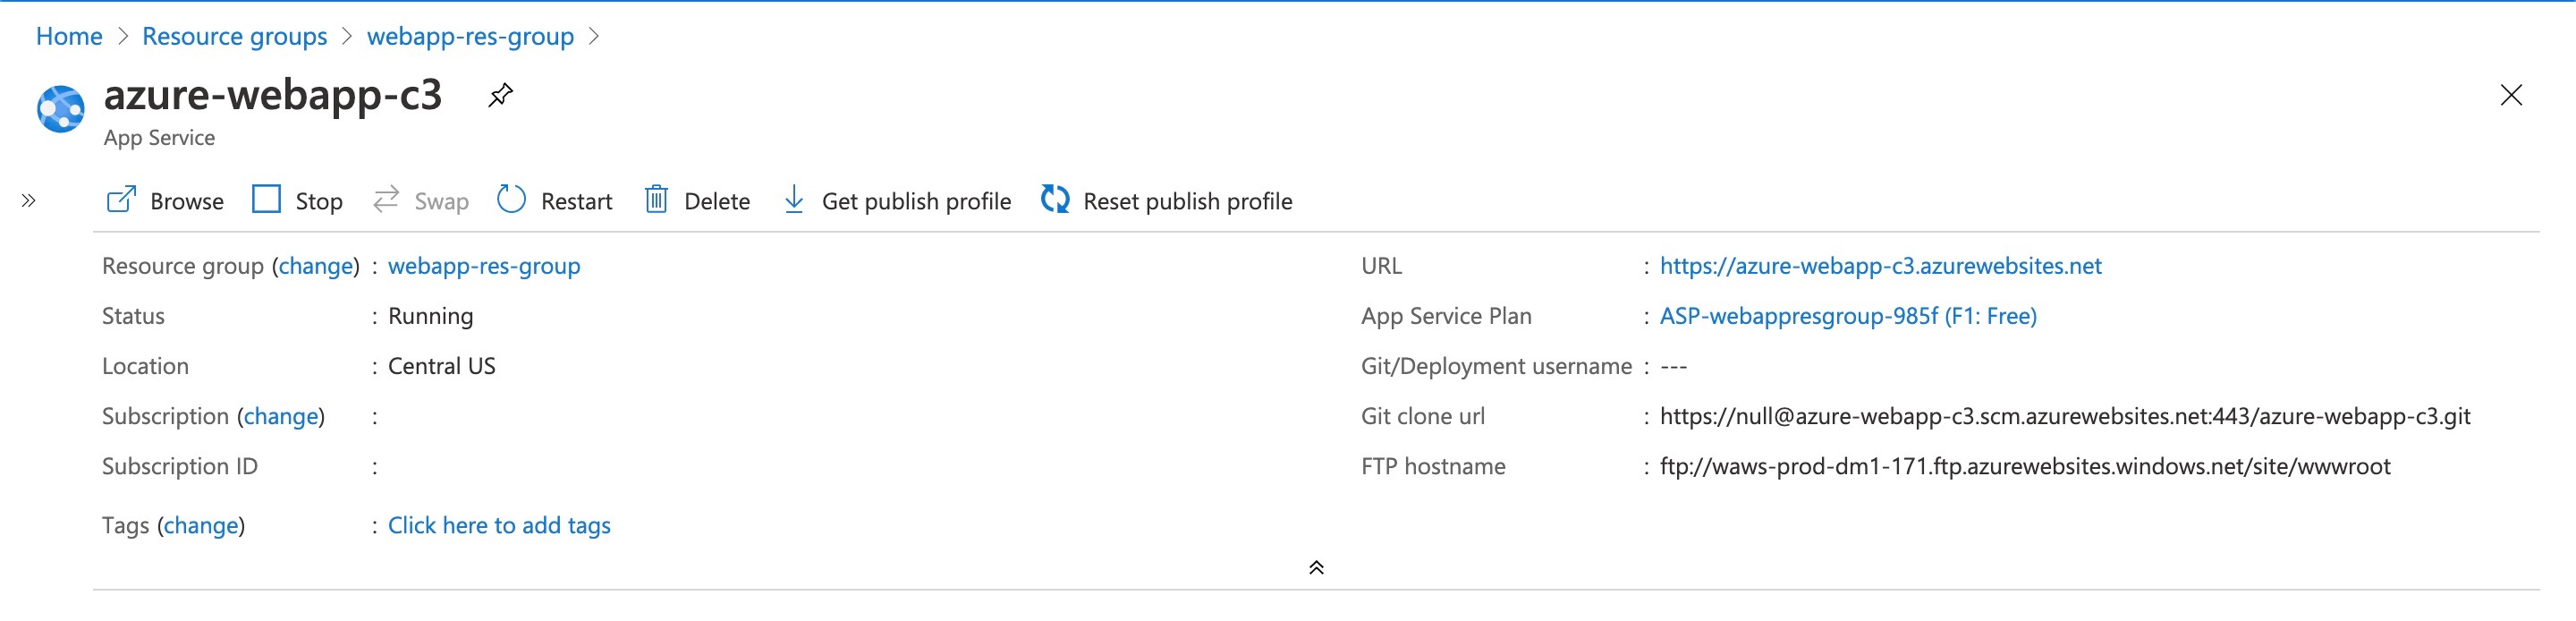 Home > Resource groups > webapp-res-group >
azure-webapp-c3
App Service
Browse Stop Swap Restart Delete Get publish profile Reset publish profile
Resource group (change) : webapp-res-group
Status : Running
Location : Central US
Subscription (change) :
Subscription ID :
Tags (change) : Click here to add tags
URL : https://azure-webapp-c3.azurewebsites.net
App Service Plan : ASP-webappresgroup-985f (F1: Free)
Git/Deployment username : ---
Git clone url : https://null@azure-webapp-c3.scm.azurewebsites.net:443/azure-webapp-c3.git
FTP hostname : ftp://waws-prod-dm1-171.ftp.azurewebsites.windows.net/site/wwwroot